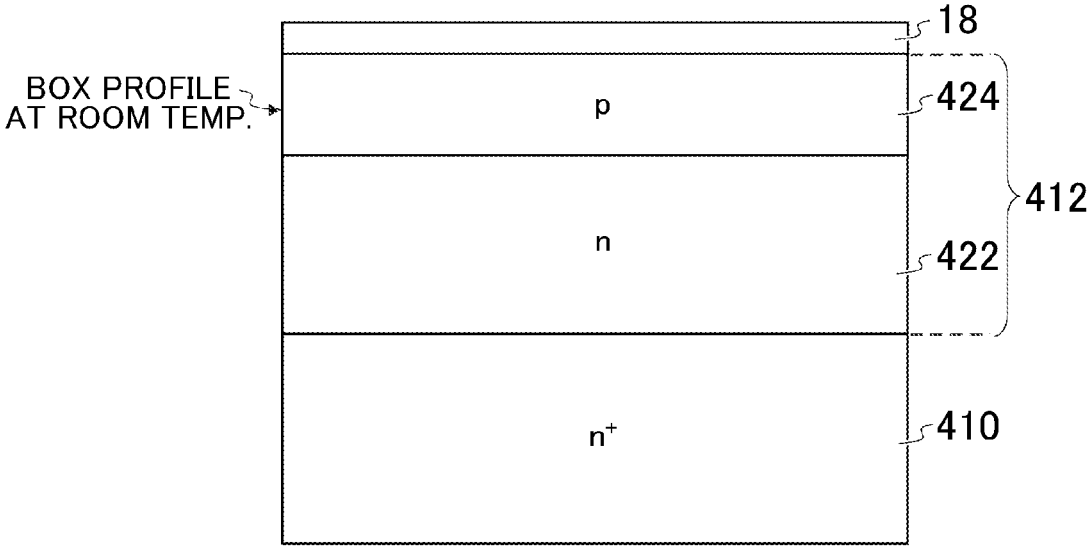 18
BOX PROFILE
AT ROOM TEMP.
p
424
412
n
422
n+
410